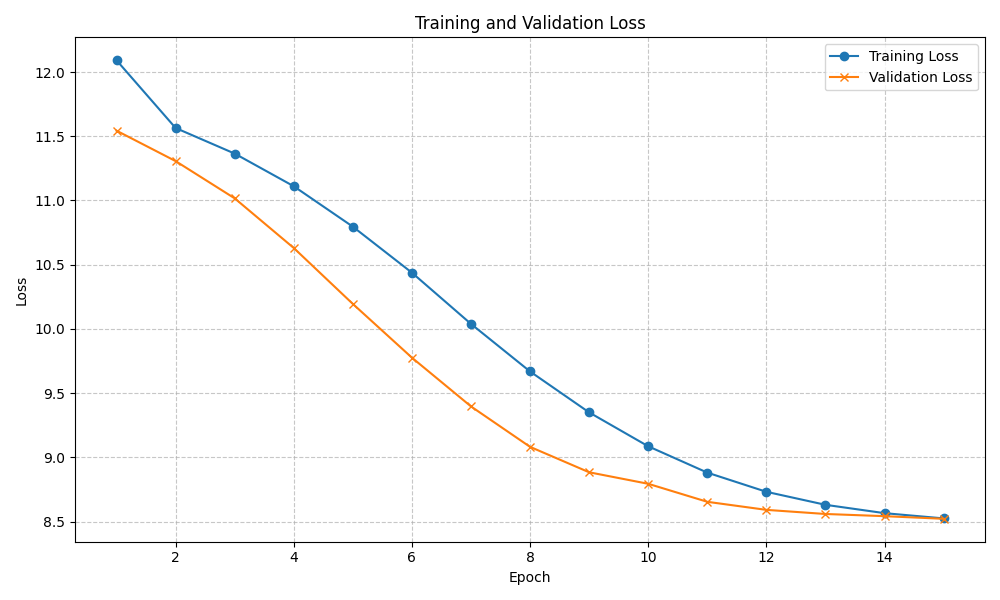 Training and Validation Loss
Training Loss
Validation Loss
12.0
11.5
11.0
10.5
10.0
9.5
9.0
8.5
Loss
2 4 6 8 10 12 14
Epoch